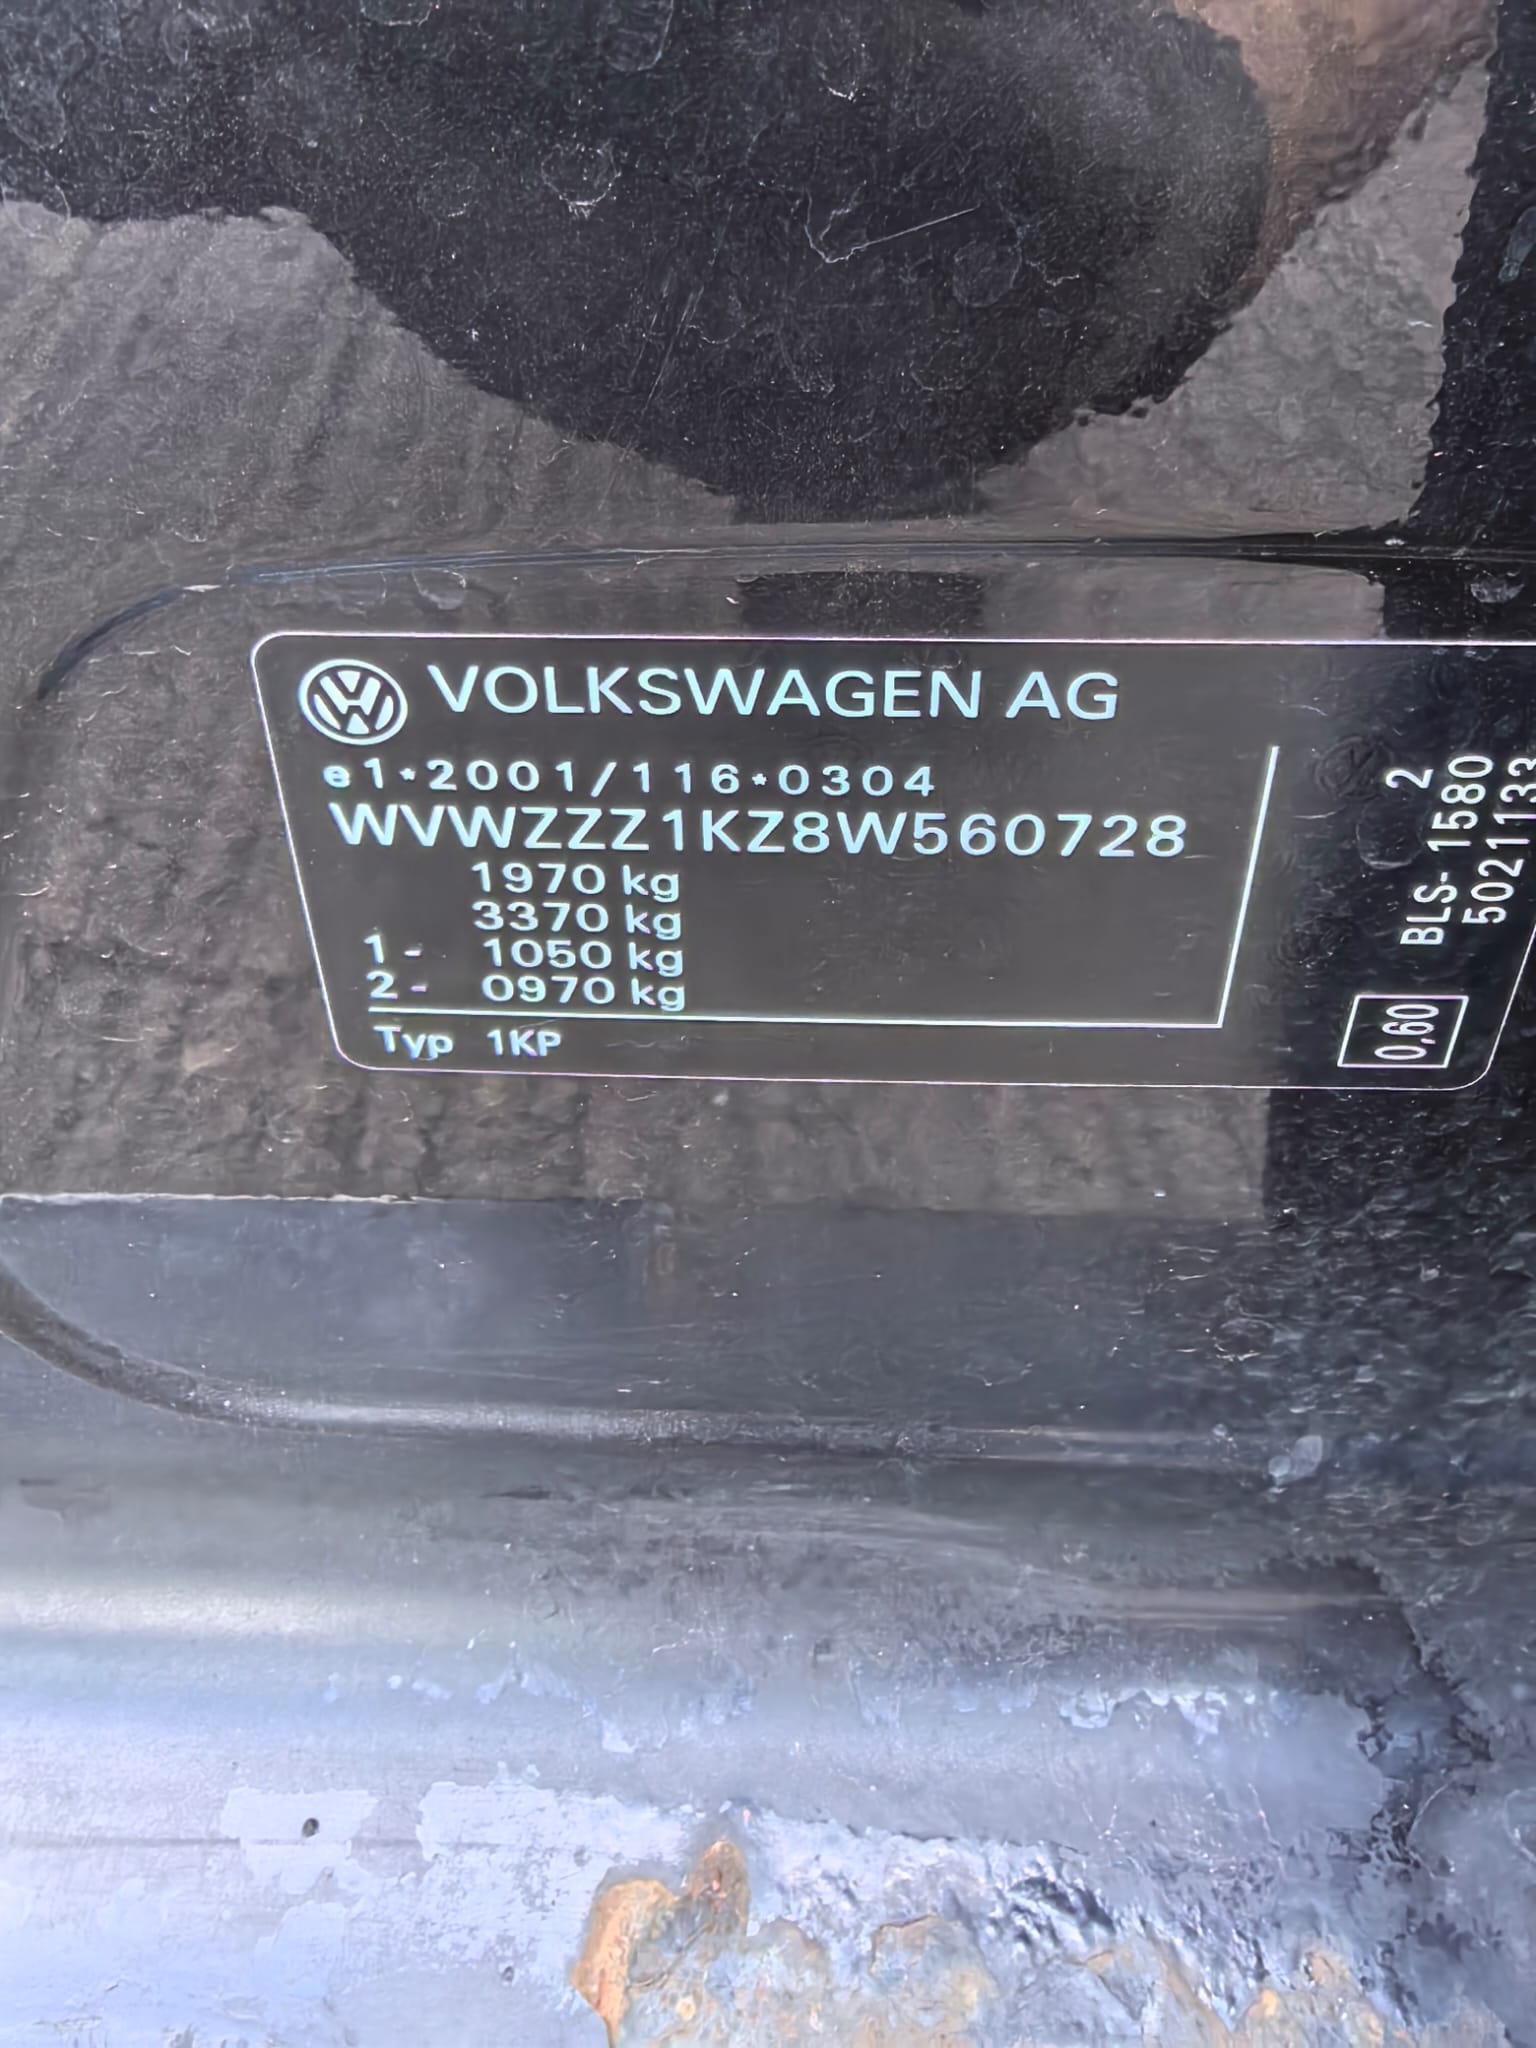 VOLKSWAGEN AG
e1*2001/116*0304
WVWZZZ1KZ8W560728
1970 kg
3370 kg
1- 1050 kg
2- 0970 kg
Typ 1KP
2
BLS-1580
5021133
0,60